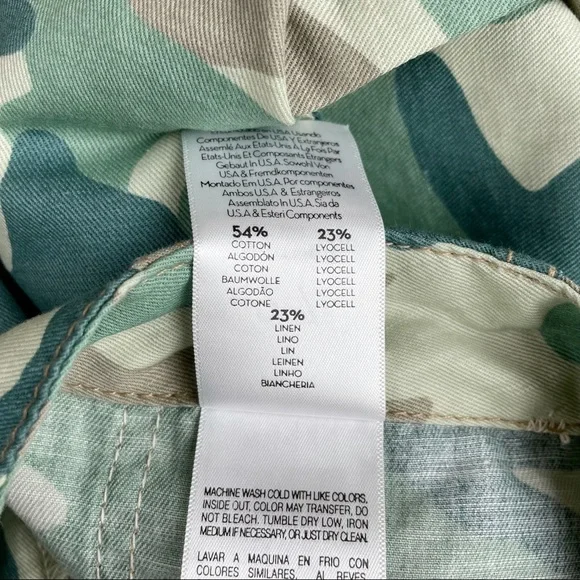 USA Usando
Componentes De USA Y Extranjeros
Assemlé Aux Etats-Unis A La Fois Par
Etats-Unis Et Composants Étrangers
Gebaut In U.S.A. Sowohl Von
USA & Fremdkomponenten
Montado Em U.S.A. Por componentes
Ambos U.S.A & Estrangeiros
Assemblato In U.S.A. Sia da
U.S.A & Esteri Components
54% 23%
COTTON LYOCELL
ALGODÓN LYOCELL
COTON LYOCELL
BAUMWOLLE LYOCELL
ALGODÃO LYOCELL
COTONE LYOCELL
23%
LINEN
LINO
LIN
LEINEN
LINHO
BIANCHERIA
MACHINE WASH COLD WITH LIKE COLORS,
INSIDE OUT, COLOR MAY TRANSFER, DO
NOT BLEACH. TUMBLE DRY LOW, IRON
MEDIUM IF NECESSARY, OR JUST DRY CLEAN.
LAVAR A MAQUINA EN FRIO CON
COLORES SIMILARES, AL REVES